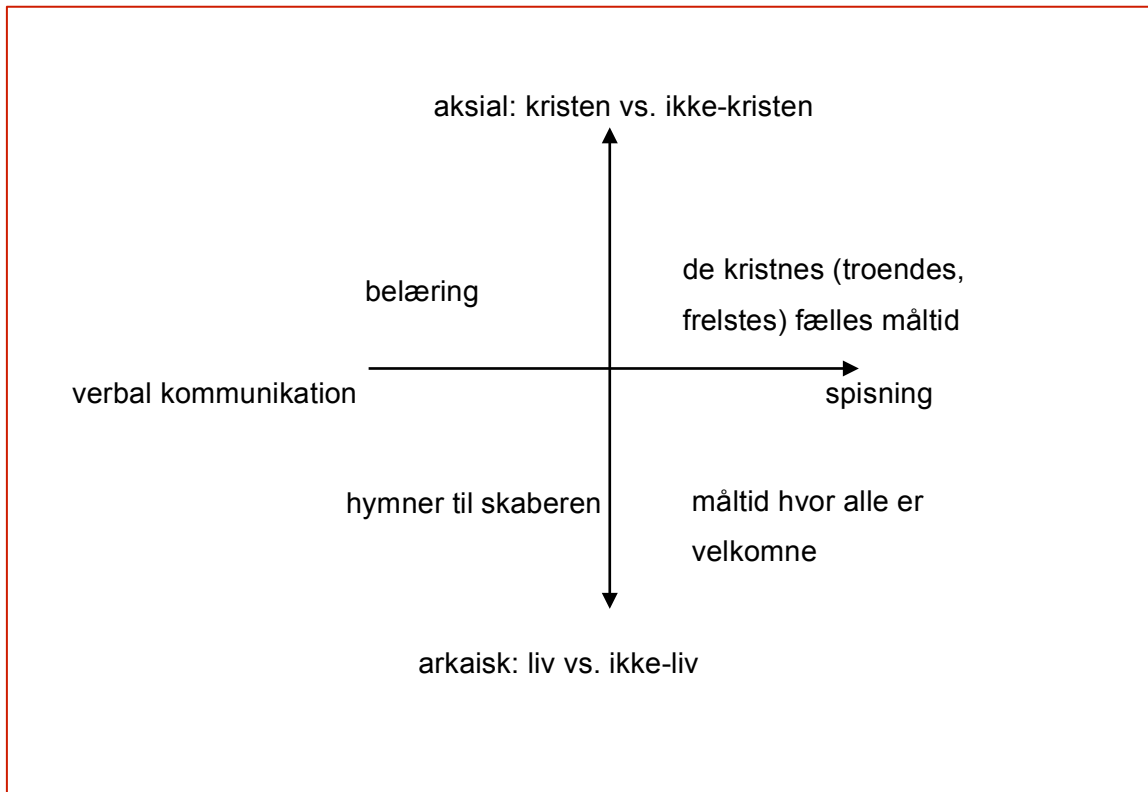 aksial: kristen vs. ikke-kristen
de kristnes (troendes,
belæring
frelstes) fælles måltid
verbal kommunikation
spisning
hymner til skaberen
måltid hvor alle er
velkomne
arkaisk: liv vs. ikke-liv